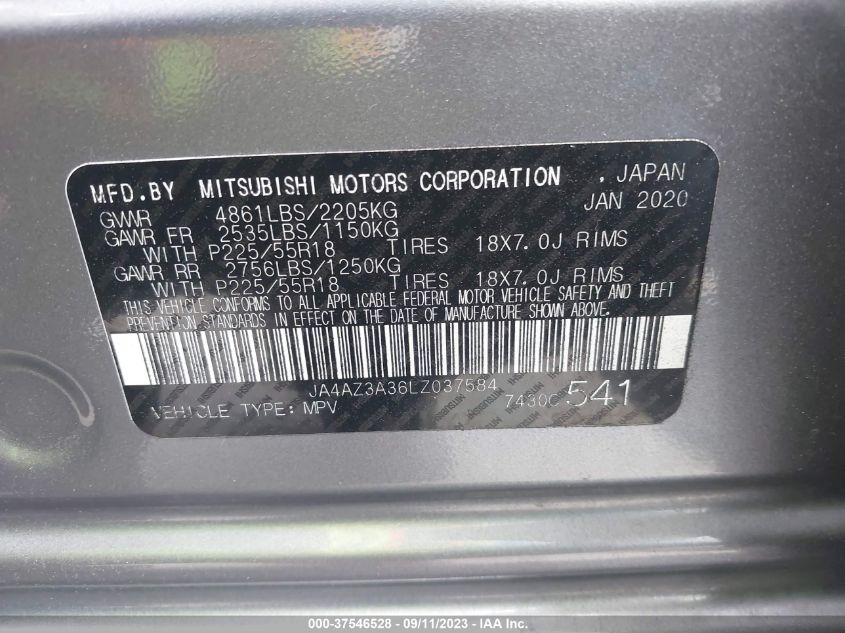 MFD.BY MITSUBISHI MOTORS CORPORATION , JAPAN
GVWR 4861LBS/2205KG JAN 2020
GAWR FR 2535LBS/1150KG
WITH P225/55R18 TIRES 18X7.0J RIMS
GAWR RR 2756LBS/1250KG
WITH P225/55R18 TIRES 18X7.0J RIMS
THIS VEHICLE CONFORMS TO ALL APPLICABLE FEDERAL MOTOR VEHICLE SAFETY AND THEFT
PREVENTION STANDARDS IN EFFECT ON THE DATE OF MANUFACTURE SHOWN ABOVE.
JA4AZ3A36LZ037584
VEHICLE TYPE: MPV 7430C 541
000-37546528 - 09/11/2023 - © IAA Inc.